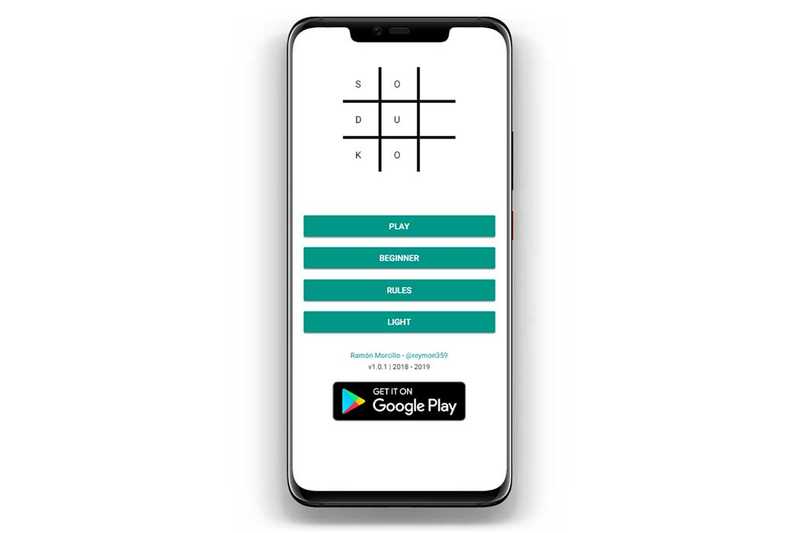 S O
D U
K O
PLAY
BEGINNER
RULES
LIGHT
Ramón Morcillo - @reymon359
v1.0.1 | 2018 - 2019
GET IT ON
Google Play